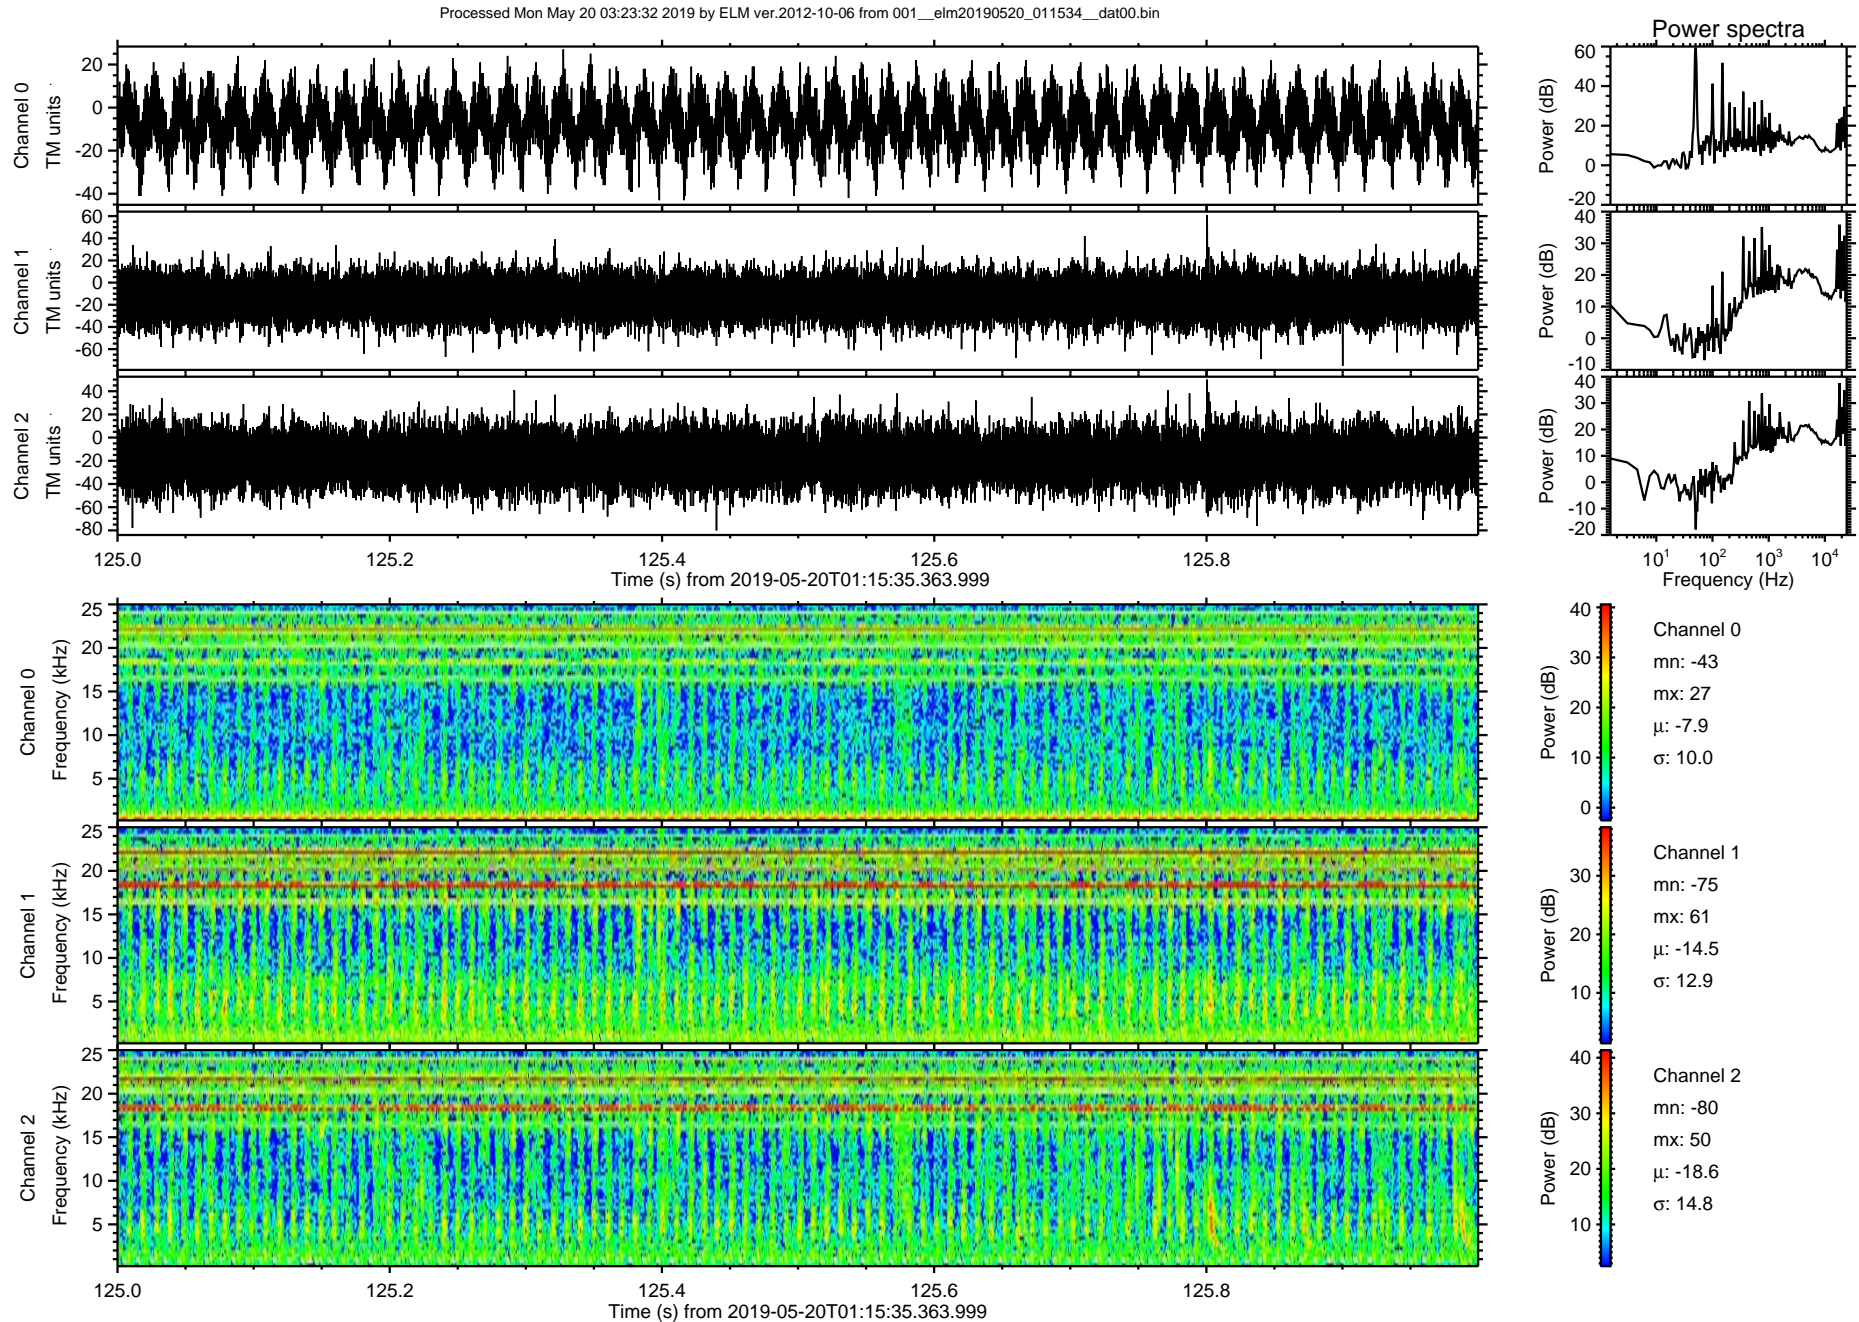 Processed Mon May 20 03:23:32 2019 by ELM ver.2012-10-06 from 001__elm20190520_011534__dat00.bin
Power spectra
Channel 0
TM units
20
0
-20
-40
Power (dB)
60
40
20
0
-20
Channel 1
TM units
60
40
20
0
-20
-40
-60
Power (dB)
40
30
20
10
0
-10
Channel 2
TM units
40
20
0
-20
-40
-60
-80
Power (dB)
40
30
20
10
0
-10
-20
125.0 125.2 125.4 125.6 125.8
Time (s) from 2019-05-20T01:15:35.363.999
10¹ 10² 10³ 10⁴
Frequency (Hz)
Channel 0
Frequency (kHz)
25
20
15
10
5
Power (dB)
40
30
20
10
0
Channel 0
mn: -43
mx: 27
μ: -7.9
σ: 10.0
Channel 1
Frequency (kHz)
25
20
15
10
5
Power (dB)
30
20
10
Channel 1
mn: -75
mx: 61
μ: -14.5
σ: 12.9
Channel 2
Frequency (kHz)
25
20
15
10
5
Power (dB)
40
30
20
10
Channel 2
mn: -80
mx: 50
μ: -18.6
σ: 14.8
125.0 125.2 125.4 125.6 125.8
Time (s) from 2019-05-20T01:15:35.363.999